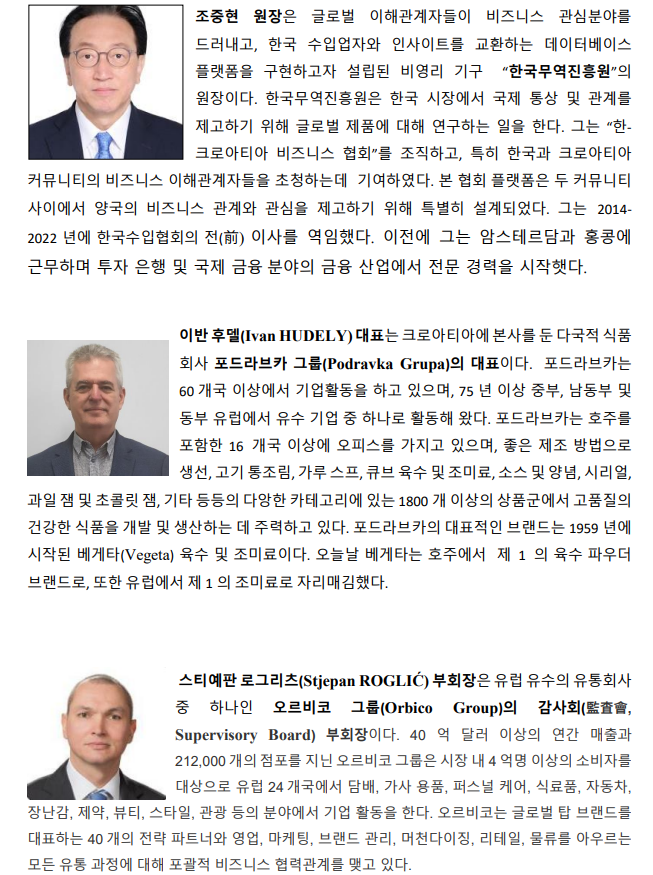 조중현 원장은 글로벌 이해관계자들이 비즈니스 관심분야를
드러내고, 한국 수입업자와 인사이트를 교환하는 데이터베이스
플랫폼을 구현하고자 설립된 비영리 기구 “한국무역진흥원”의
원장이다. 한국무역진흥원은 한국 시장에서 국제 통상 및 관계를
제고하기 위해 글로벌 제품에 대해 연구하는 일을 한다. 그는 “한-
크로아티아 비즈니스 협회”를 조직하고, 특히 한국과 크로아티아
커뮤니티의 비즈니스 이해관계자들을 초청하는데 기여하였다. 본 협회 플랫폼은 두 커뮤니티
사이에서 양국의 비즈니스 관계와 관심을 제고하기 위해 특별히 설계되었다. 그는 2014-
2022 년에 한국수입협회의 전(前) 이사를 역임했다. 이전에 그는 암스테르담과 홍콩에
근무하며 투자 은행 및 국제 금융 분야의 금융 산업에서 전문 경력을 시작햇다.
이반 후델(Ivan HUDELY) 대표는 크로아티아에 본사를 둔 다국적 식품
회사 포드라브카 그룹(Podravka Grupa)의 대표이다. 포드라브카는
60 개국 이상에서 기업활동을 하고 있으며, 75 년 이상 중부, 남동부 및
동부 유럽에서 유수 기업 중 하나로 활동해 왔다. 포드라브카는 호주를
포함한 16 개국 이상에 오피스를 가지고 있으며, 좋은 제조 방법으로
생선, 고기 통조림, 가루 스프, 큐브 육수 및 조미료, 소스 및 양념, 시리얼,
과일 잼 및 초콜릿 잼, 기타 등등의 다양한 카테고리에 있는 1800 개 이상의 상품군에서 고품질의
건강한 식품을 개발 및 생산하는 데 주력하고 있다. 포드라브카의 대표적인 브랜드는 1959 년에
시작된 베게타(Vegeta) 육수 및 조미료이다. 오늘날 베게타는 호주에서 제 1 의 육수 파우더
브랜드로, 또한 유럽에서 제 1 의 조미료로 자리매김했다.
스티예판 로그리츠(Stjepan ROGLIĆ) 부회장은 유럽 유수의 유통회사
중 하나인 오르비코 그룹(Orbico Group)의 감사회(監査會,
Supervisory Board) 부회장이다. 40 억 달러 이상의 연간 매출과
212,000 개의 점포를 지닌 오르비코 그룹은 시장 내 4 억명 이상의 소비자를
대상으로 유럽 24 개국에서 담배, 가사 용품, 퍼스널 케어, 식료품, 자동차,
장난감, 제약, 뷰티, 스타일, 관광 등의 분야에서 기업 활동을 한다. 오르비코는 글로벌 탑 브랜드를
대표하는 40 개의 전략 파트너와 영업, 마케팅, 브랜드 관리, 머천다이징, 리테일, 물류를 아우르는
모든 유통 과정에 대해 포괄적 비즈니스 협력관계를 맺고 있다.